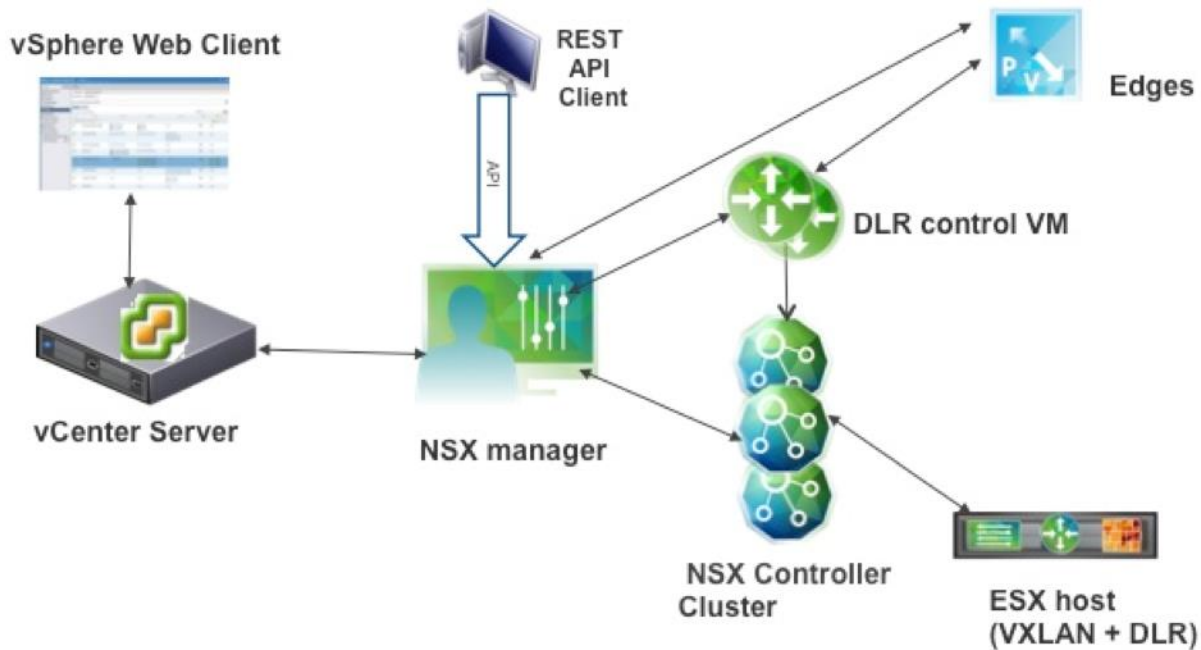 vSphere Web Client
REST
API
Client
API
P
V
Edges
DLR control VM
vCenter Server
NSX manager
NSX Controller
Cluster
ESX host
(VXLAN + DLR)